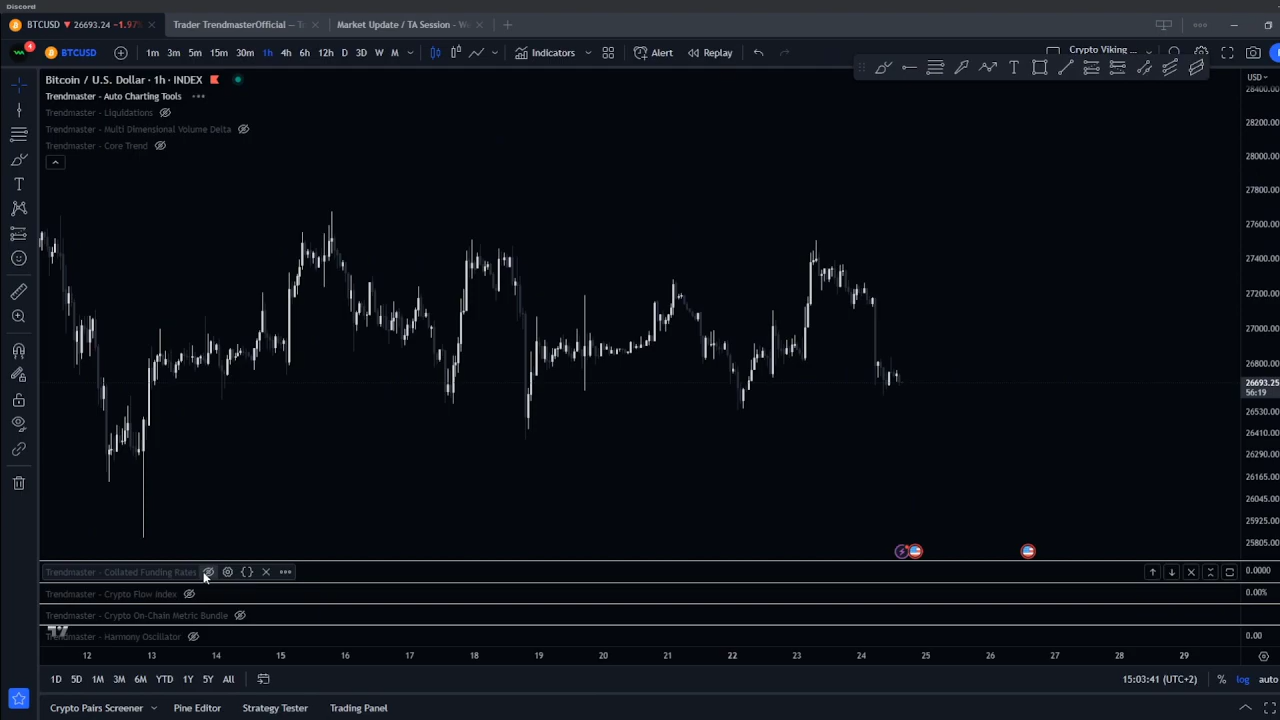 Discord
BTCUSD 26693.24 -1.97%
Trader TrendmasterOfficial —
Market Update / TA Session -
4 BTCUSD 1m 3m 5m 15m 30m 1h 4h 6h 12h D 3D W M Indicators Alert Replay Crypto Viking
Bitcoin / U.S. Dollar · 1h · INDEX
USD
Trendmaster - Auto Charting Tools
Trendmaster - Liquidations
Trendmaster - Multi Dimensional Volume Delta
Trendmaster - Core Trend
28400.00
28200.00
28000.00
27800.00
27600.00
27400.00
27200.00
27000.00
26800.00
26693.25
56:19
26530.00
26410.00
26290.00
26165.00
26045.00
25925.00
25805.00
Trendmaster - Collated Funding Rates 0.0000
Trendmaster - Crypto Flow Index 0.00%
Trendmaster - Crypto On-Chain Metric Bundle
Trendmaster - Harmony Oscillator 0.00
12 13 14 15 16 17 18 19 20 21 22 23 24 25 26 27 28 29
1D 5D 1M 3M 6M YTD 1Y 5Y All 15:03:41 (UTC+2) % log auto
Crypto Pairs Screener Pine Editor Strategy Tester Trading Panel